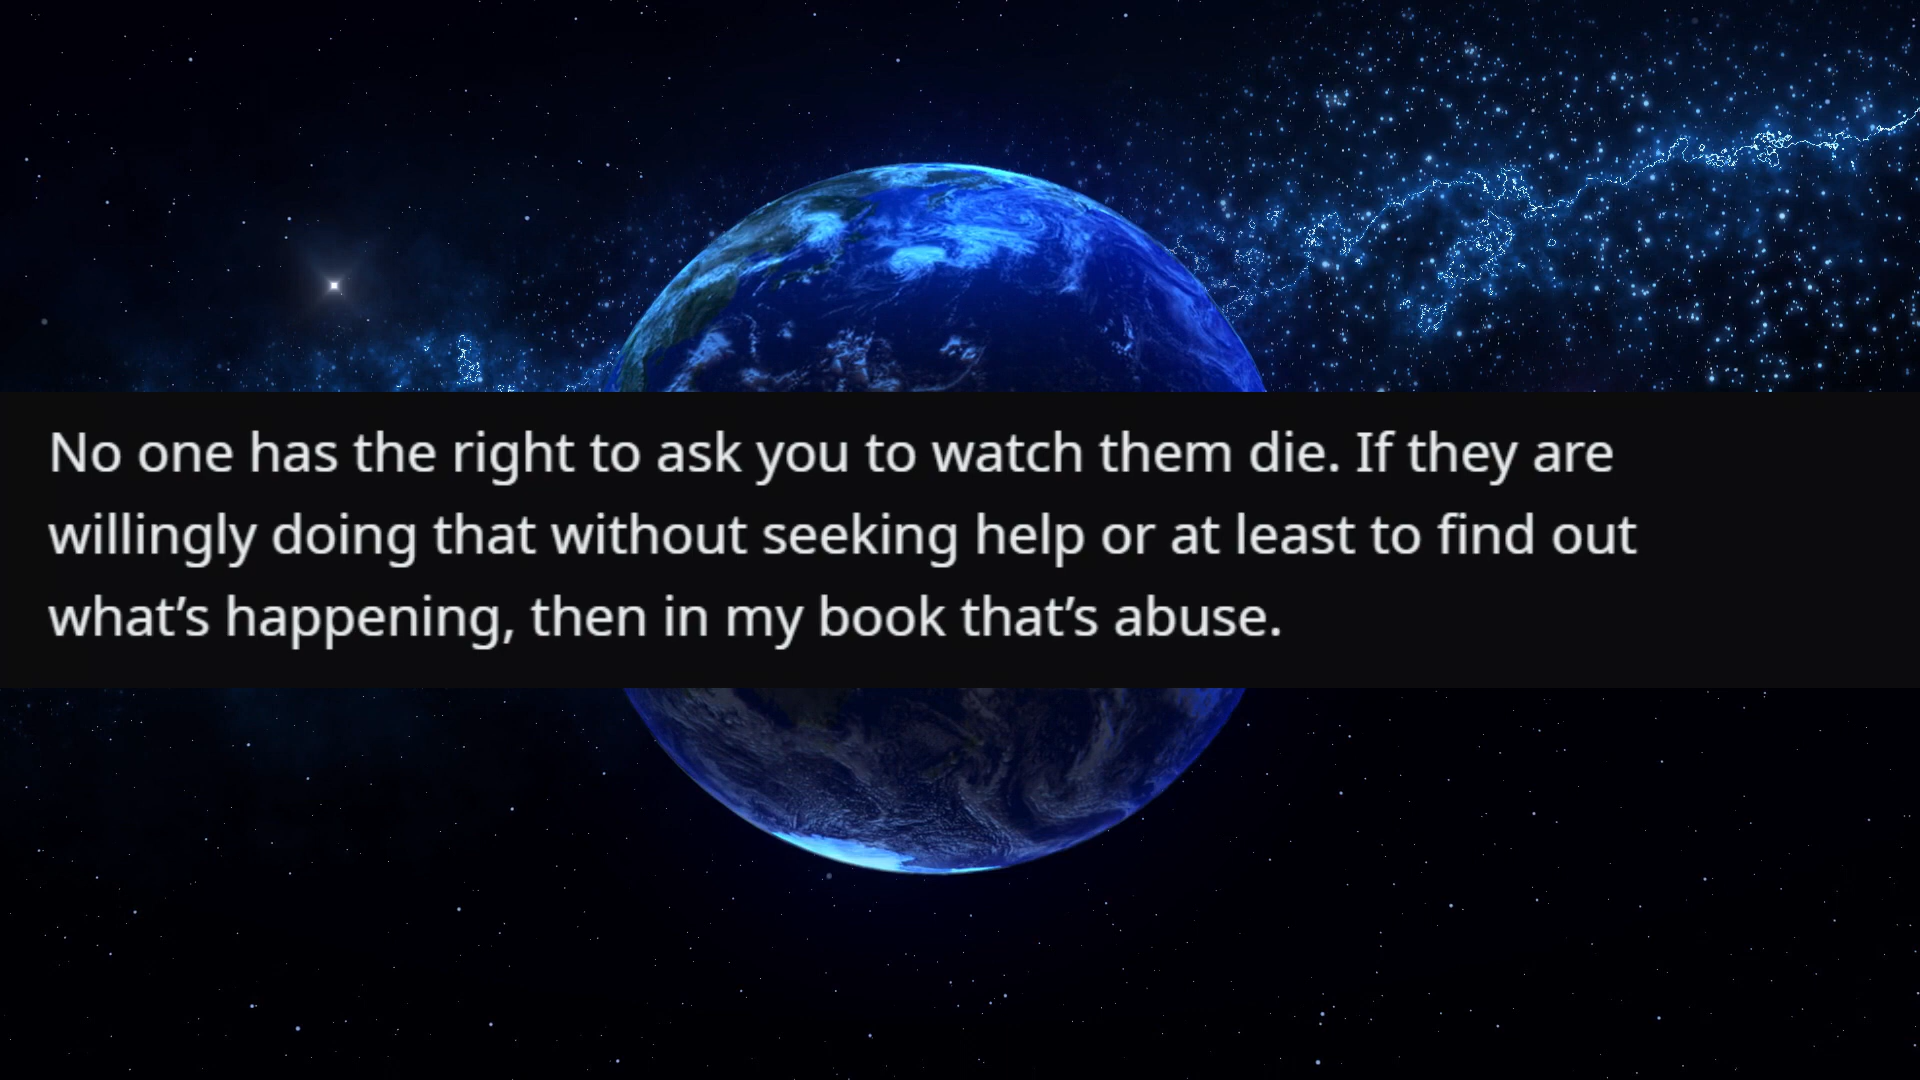 No one has the right to ask you to watch them die. If they are
willingly doing that without seeking help or at least to find out
what’s happening, then in my book that’s abuse.